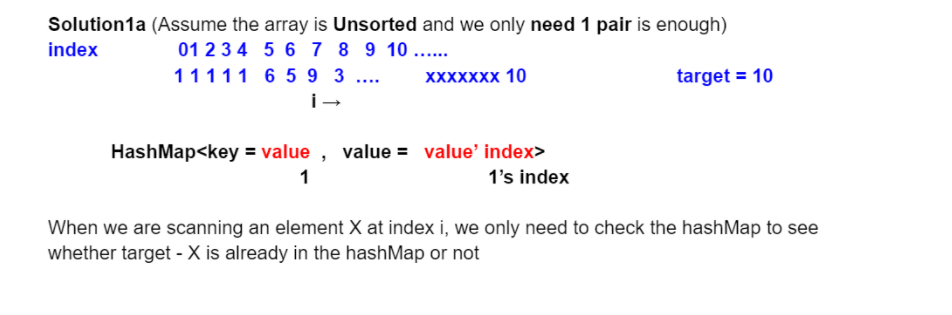 Solution1a (Assume the array is Unsorted and we only need 1 pair is enough)
index 01 2 3 4 5 6 7 8 9 10 ......
1 1 1 1 1 6 5 9 3 .... xxxxxxx 10 target = 10
i →
HashMap<key = value , value = value’ index>
1 1’s index
When we are scanning an element X at index i, we only need to check the hashMap to see
whether target - X is already in the hashMap or not